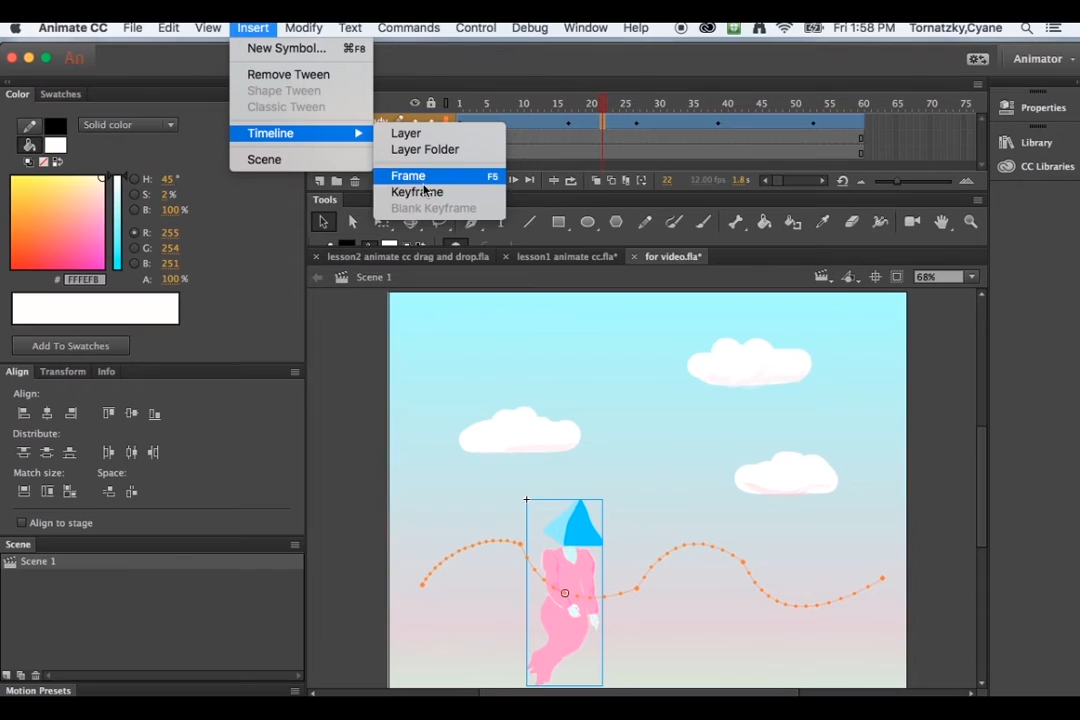 Animate CC File Edit View Insert Modify Text Commands Control Debug Window Help Fri 1:58 PM Tornatzky,Cyane
An Animator
New Symbol... ⌘F8
Remove Tween
Shape Tween
Classic Tween
Timeline
Scene
Layer
Layer Folder
Frame F5
Keyframe
Blank Keyframe
Color Swatches
Solid color
H: 45 °
S: 2 %
B: 100 %
R: 255
G: 254
B: 251
A: 100 %
# FFFEFB
Add To Swatches
Align Transform Info
Align:
Distribute:
Match size: Space:
Align to stage
Scene
Scene 1
Motion Presets
1 5 10 15 20 25 30 35 40 45 50 55 60 65 70 75
22 12.00 fps 1.8 s
Tools
lesson2 animate cc drag and drop.fla lesson1 animate cc.fla* for video.fla*
Scene 1 68%
Properties
Library
CC Libraries